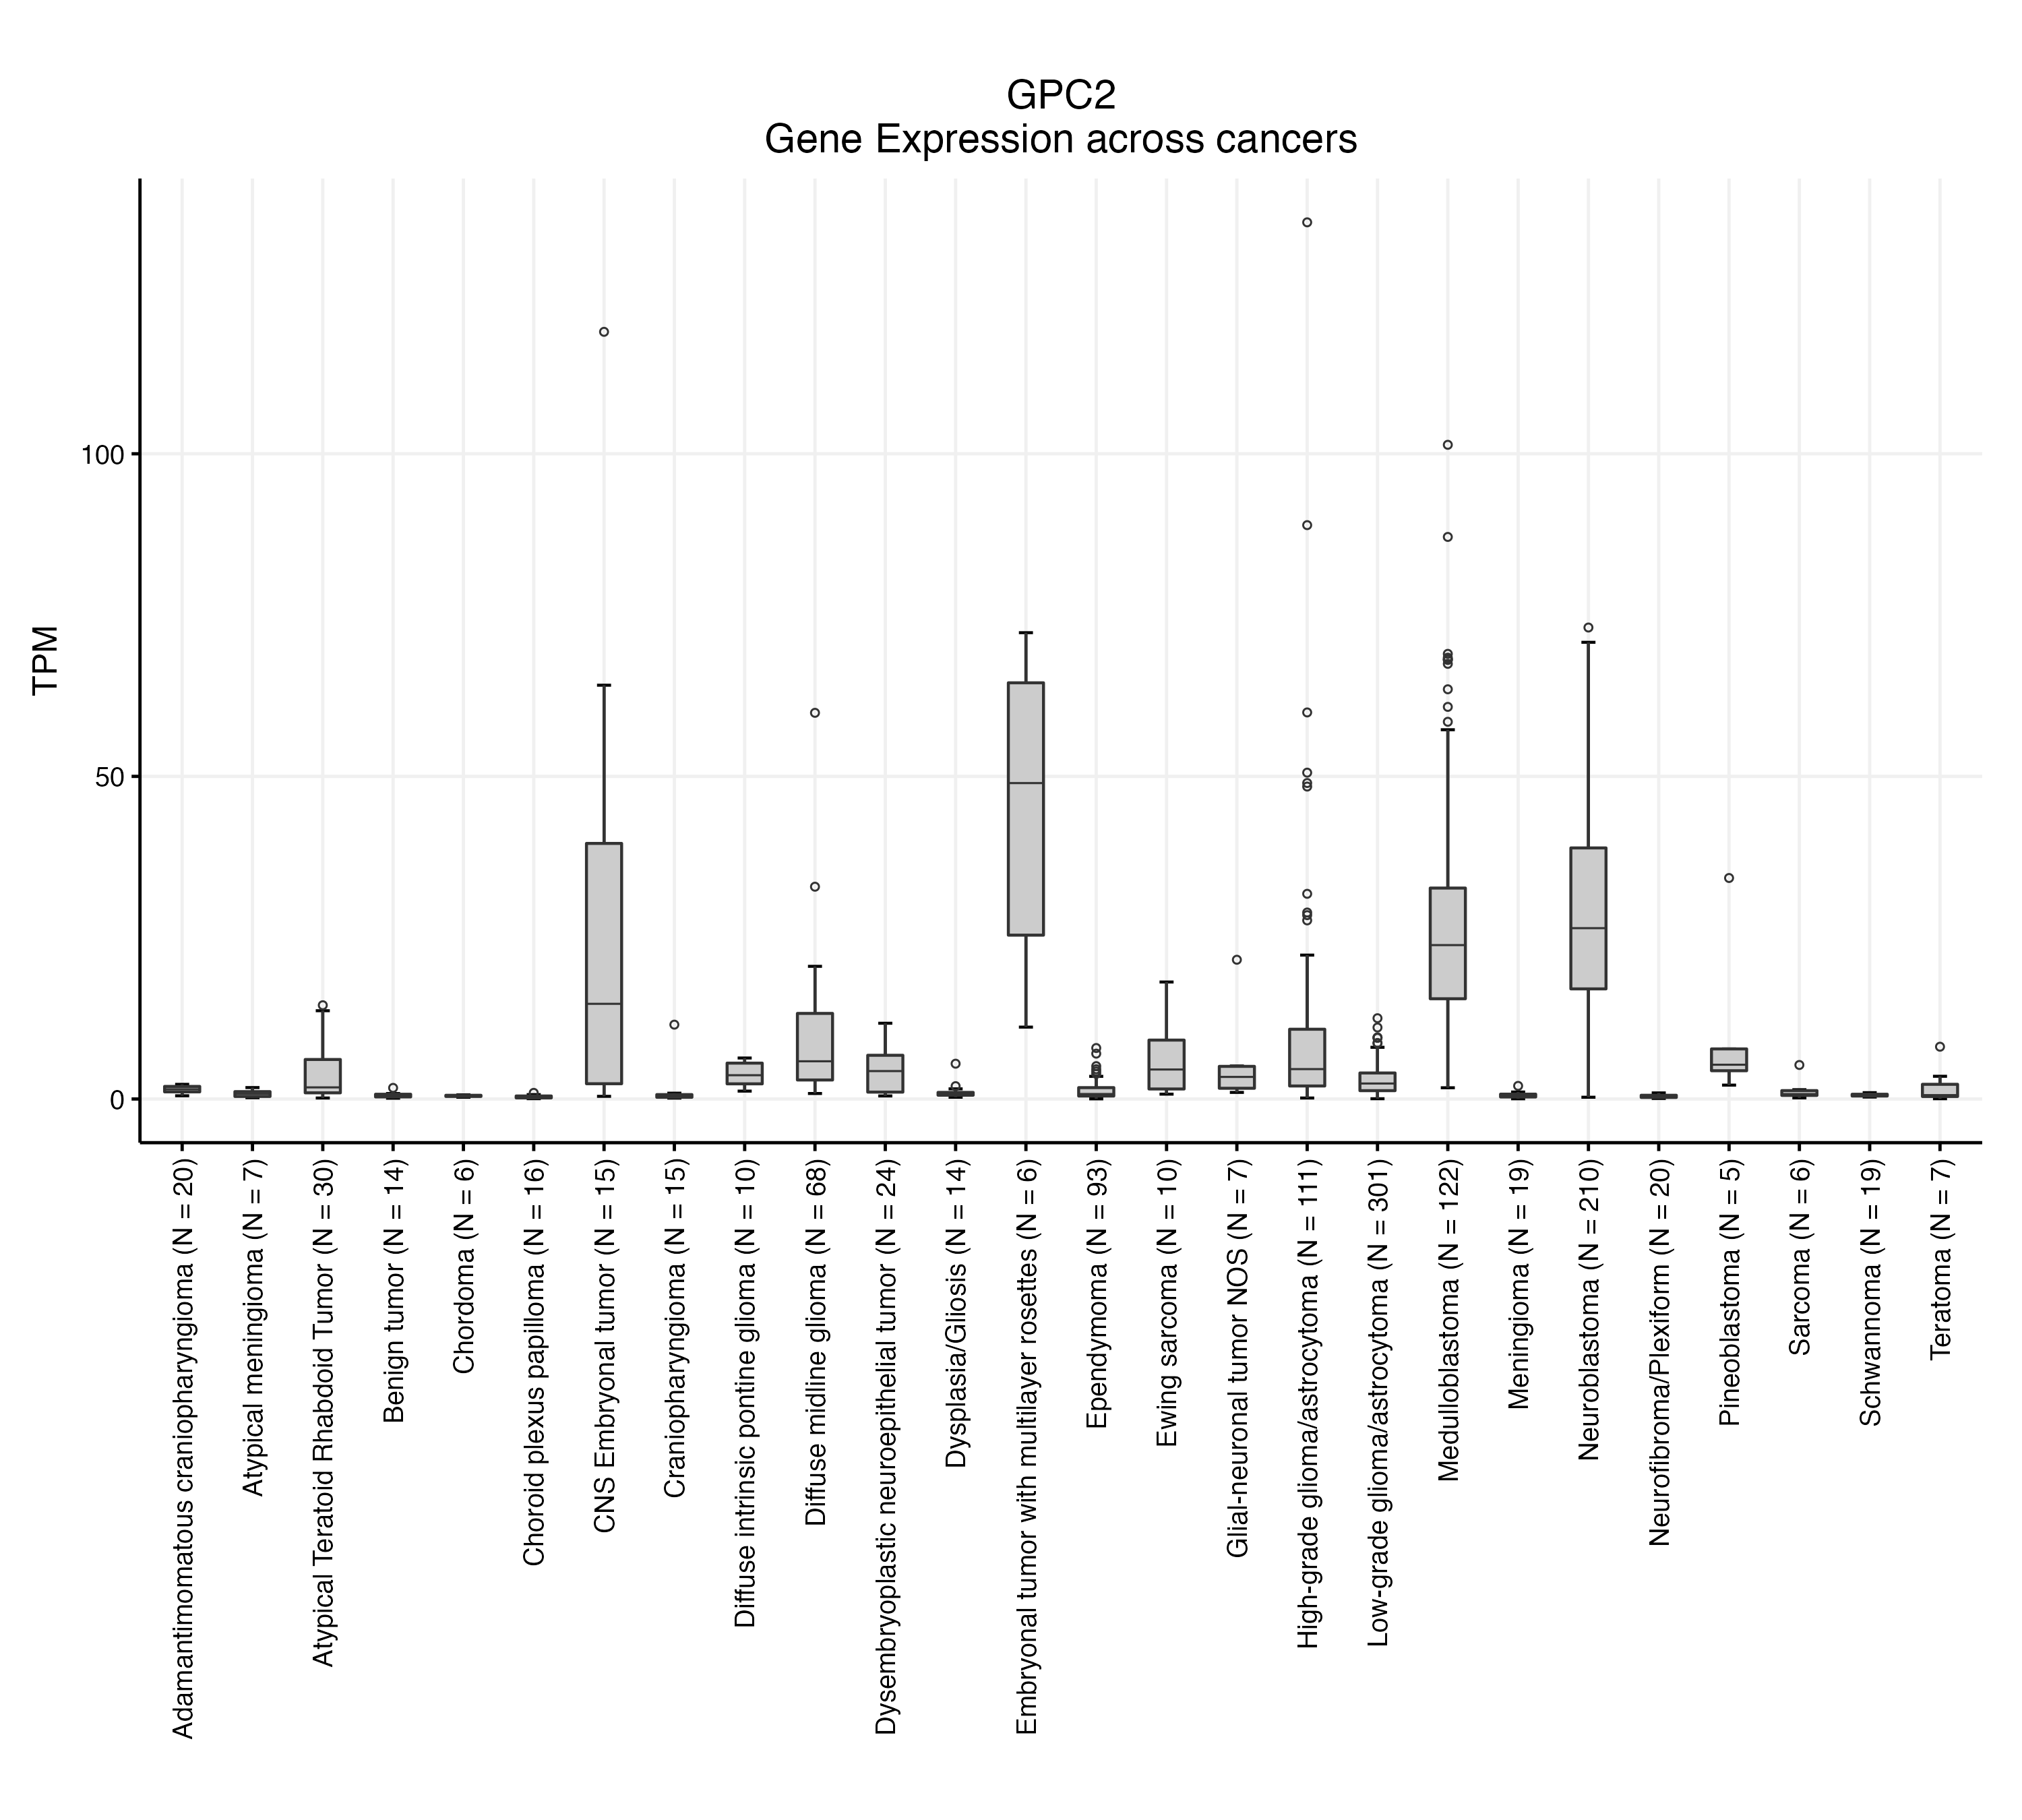 GPC2
Gene Expression across cancers
TPM
100
50
0
Adamantimomatous craniopharyngioma (N = 20)
Atypical meningioma (N = 7)
Atypical Teratoid Rhabdoid Tumor (N = 30)
Benign tumor (N = 14)
Chordoma (N = 6)
Choroid plexus papilloma (N = 16)
CNS Embryonal tumor (N = 15)
Craniopharyngioma (N = 15)
Diffuse intrinsic pontine glioma (N = 10)
Diffuse midline glioma (N = 68)
Dysembryoplastic neuroepithelial tumor (N = 24)
Dysplasia/Gliosis (N = 14)
Embryonal tumor with multilayer rosettes (N = 6)
Ependymoma (N = 93)
Ewing sarcoma (N = 10)
Glial-neuronal tumor NOS (N = 7)
High-grade glioma/astrocytoma (N = 111)
Low-grade glioma/astrocytoma (N = 301)
Medulloblastoma (N = 122)
Meningioma (N = 19)
Neuroblastoma (N = 210)
Neurofibroma/Plexiform (N = 20)
Pineoblastoma (N = 5)
Sarcoma (N = 6)
Schwannoma (N = 19)
Teratoma (N = 7)